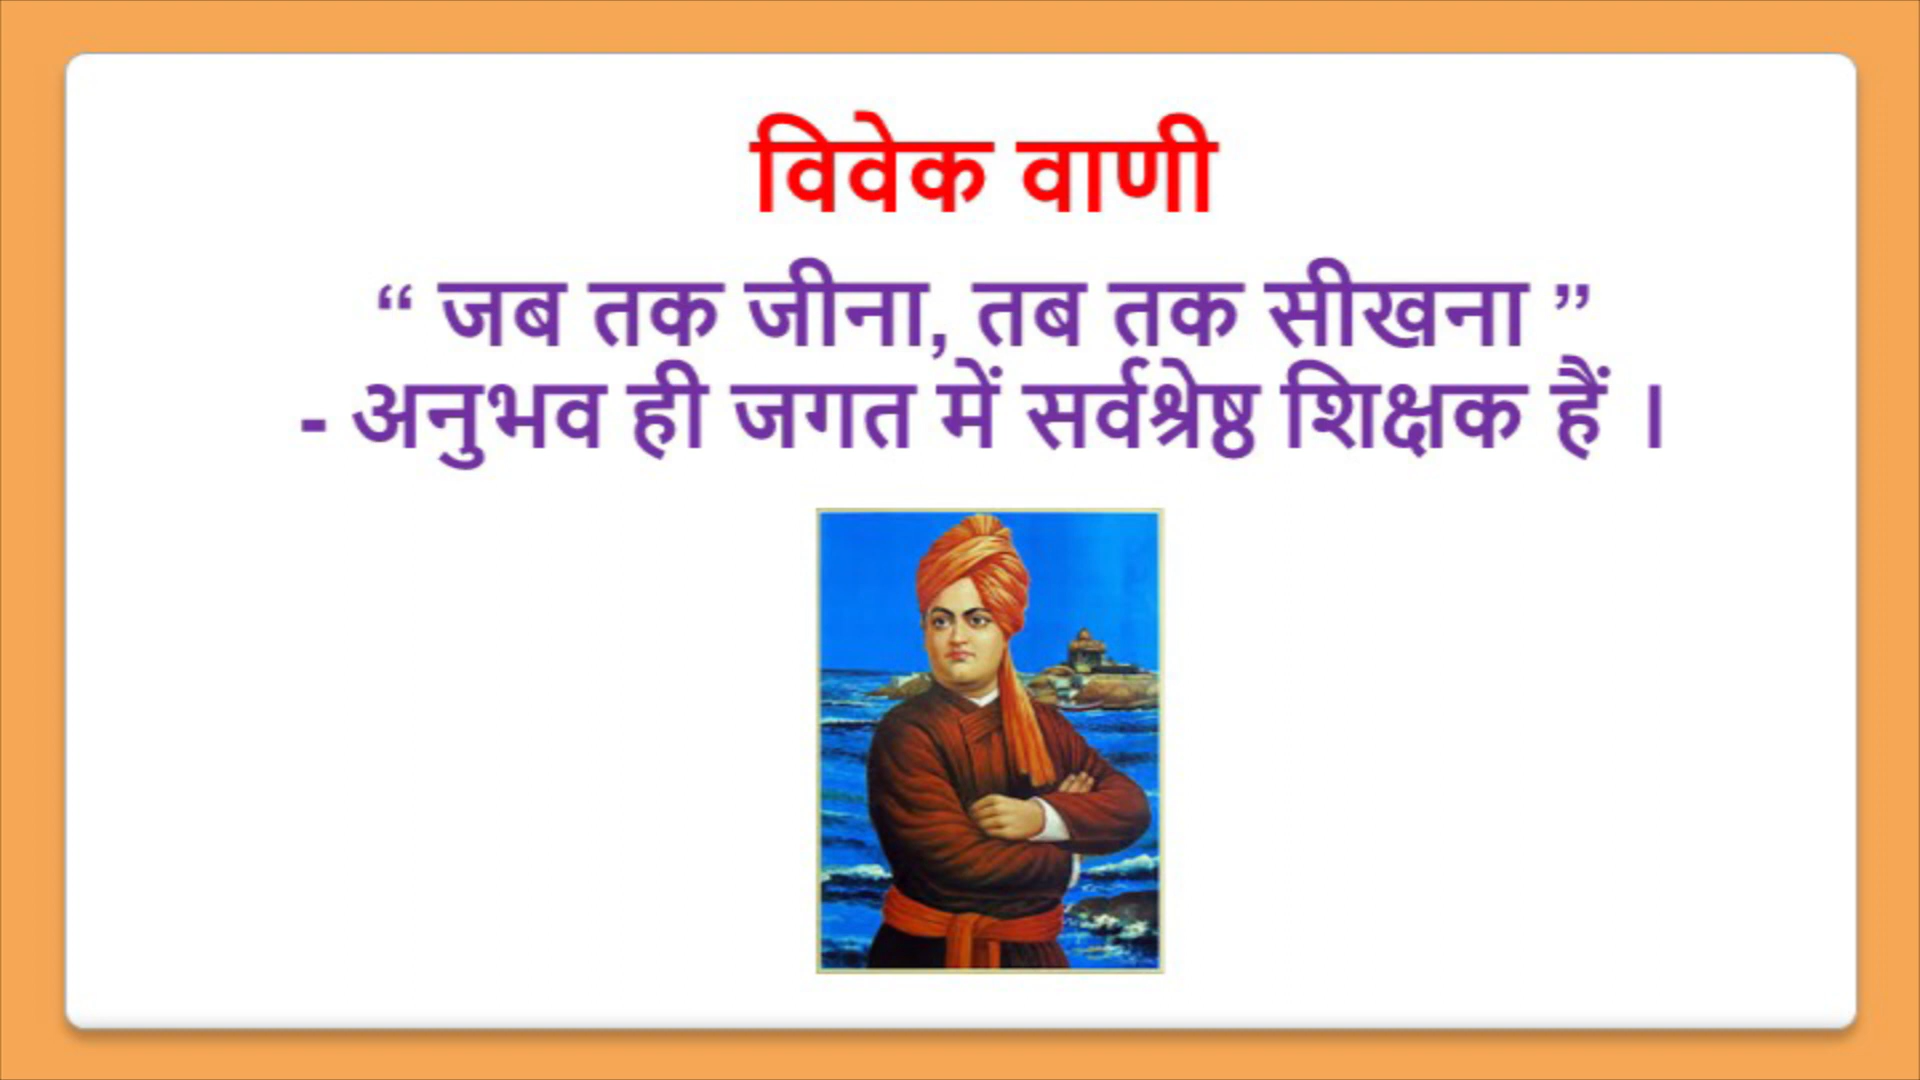 विवेक वाणी
“ जब तक जीना, तब तक सीखना ”
- अनुभव ही जगत में सर्वश्रेष्ठ शिक्षक हैं ।